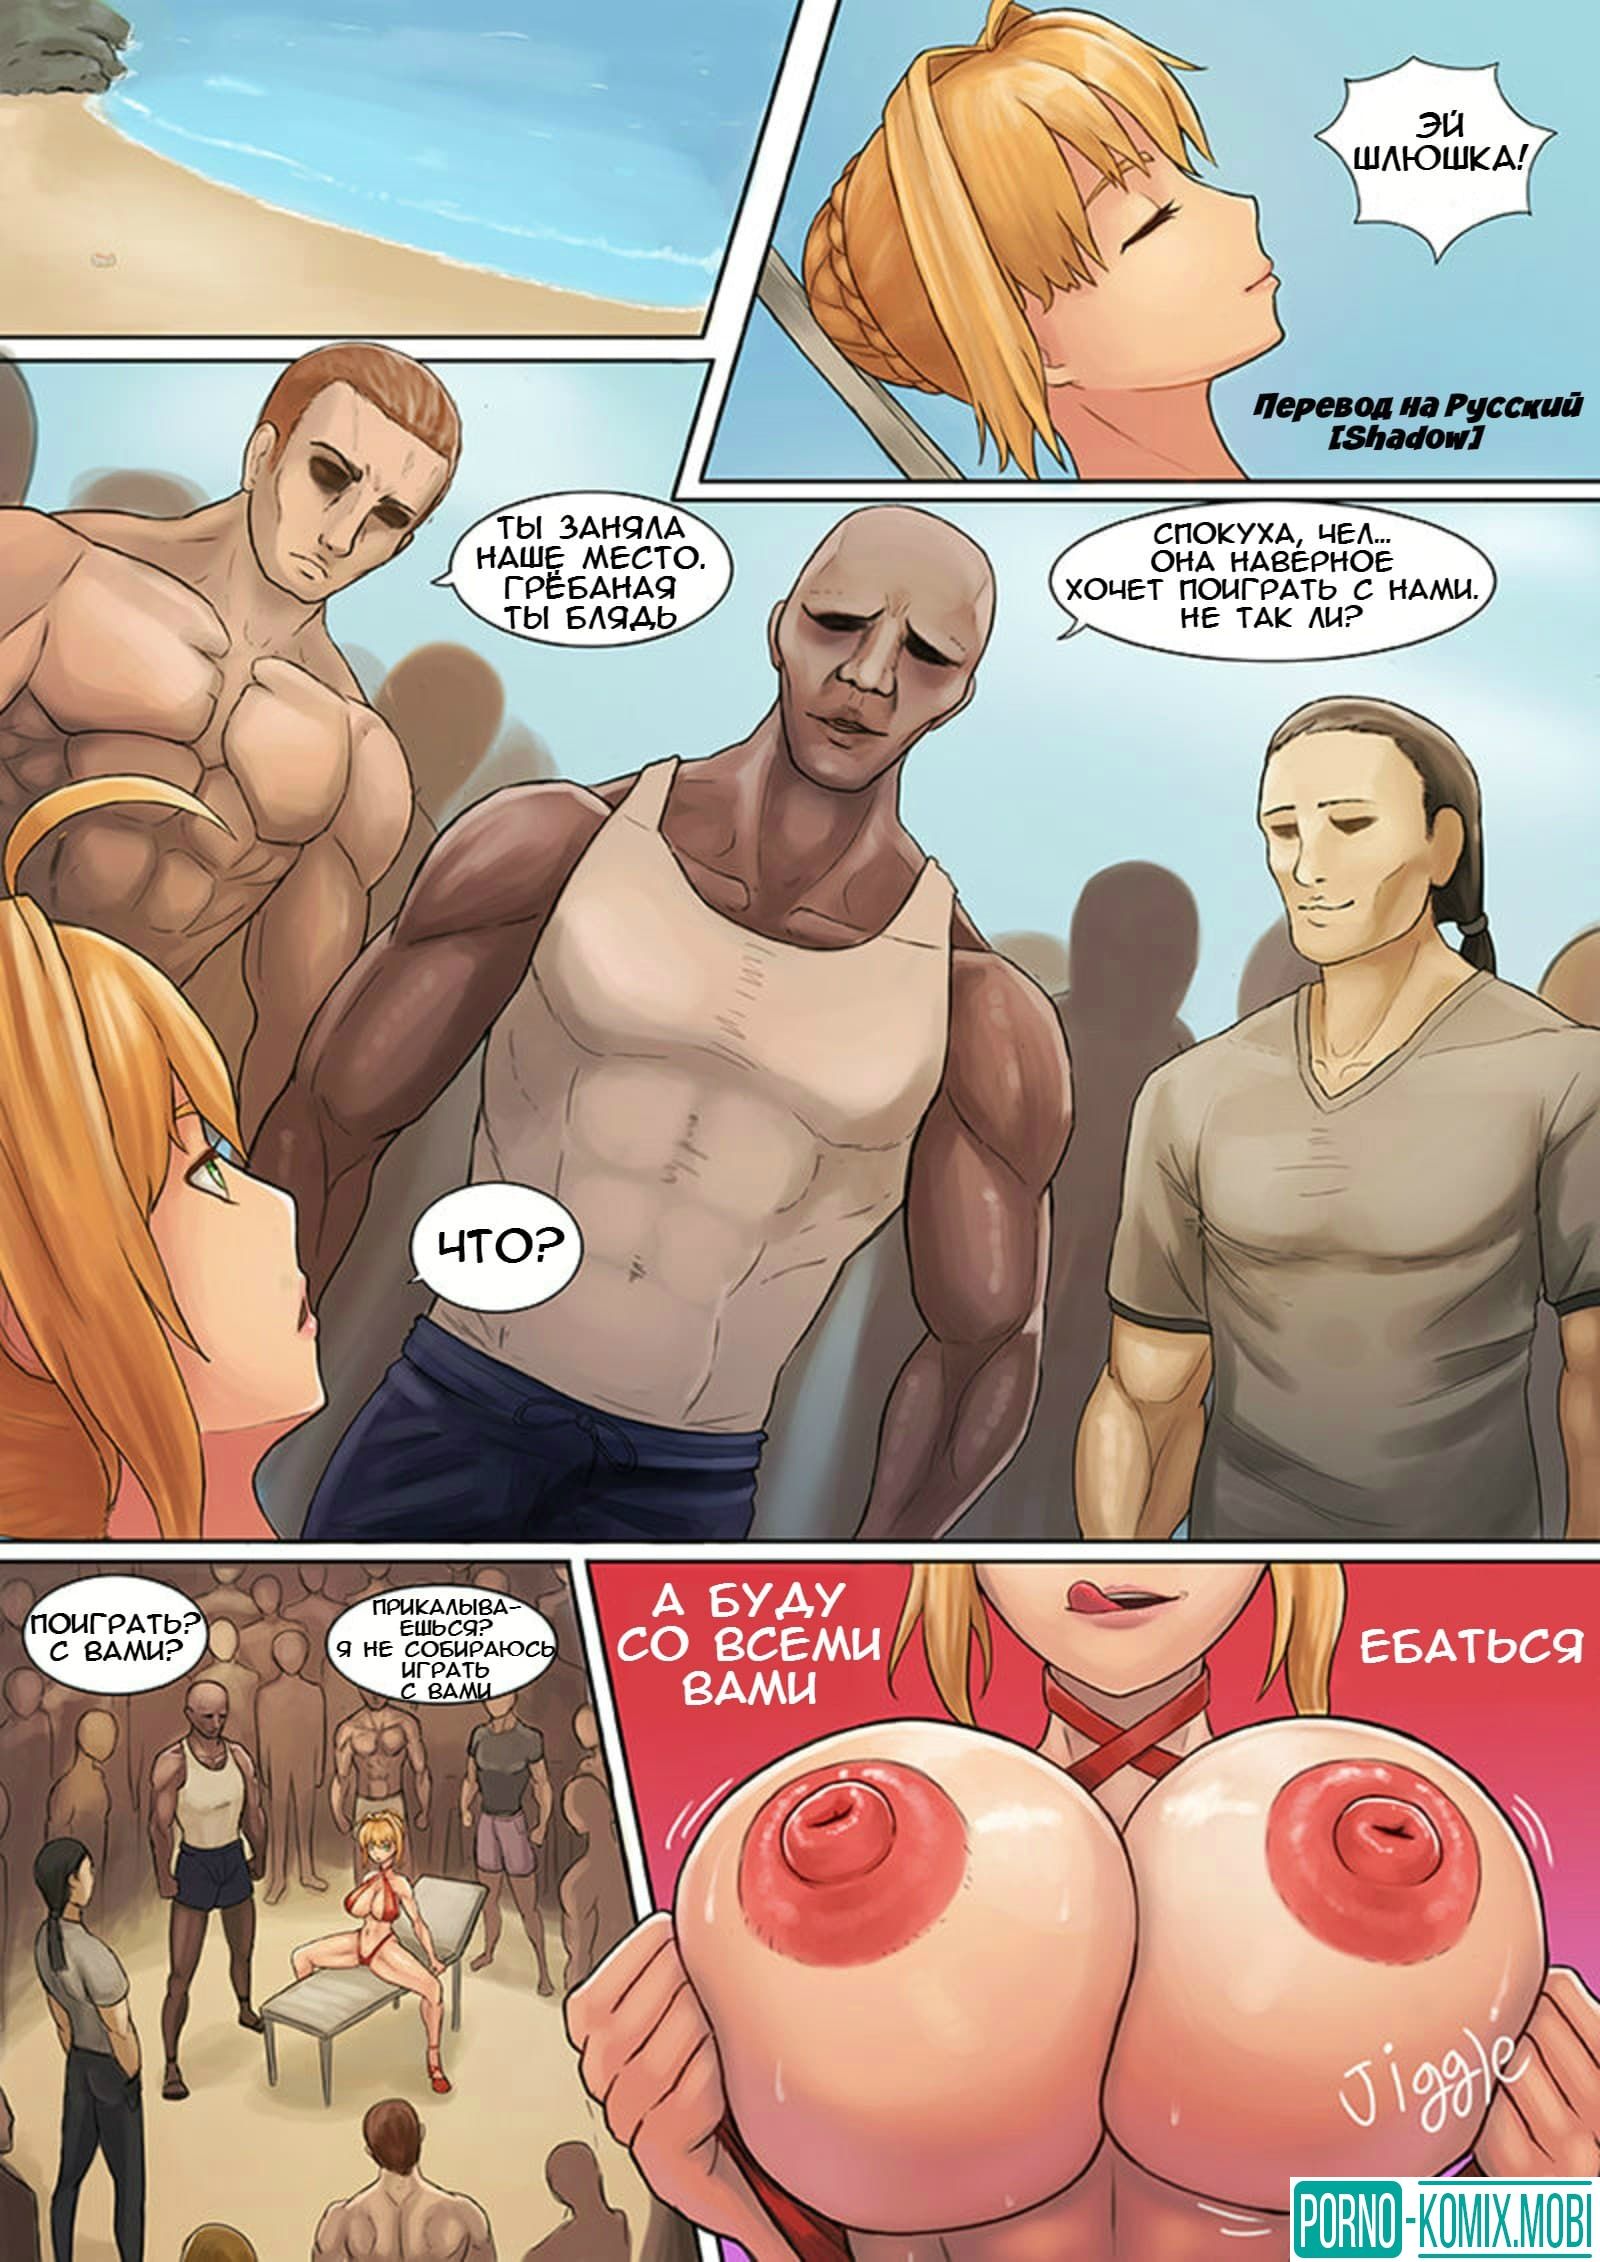 ЭЙ
ШЛЮШКА!
Перевод на Русский
[Shadow]
ТЫ ЗАНЯЛА
НАШЕ МЕСТО.
ГРЁБАНАЯ
ТЫ БЛЯДЬ
СПОКУХА, ЧЕЛ...
ОНА НАВЕРНОЕ
ХОЧЕТ ПОИГРАТЬ С НАМИ.
НЕ ТАК ЛИ?
ЧТО?
ПОИГРАТЬ?
С ВАМИ?
ПРИКАЛЫВА-
ЕШЬСЯ?
Я НЕ СОБИРАЮСЬ
ИГРАТЬ
С ВАМИ
А БУДУ
СО ВСЕМИ
ВАМИ
ЕБАТЬСЯ
Jiggle
PORNO-KOMIX.MOBI